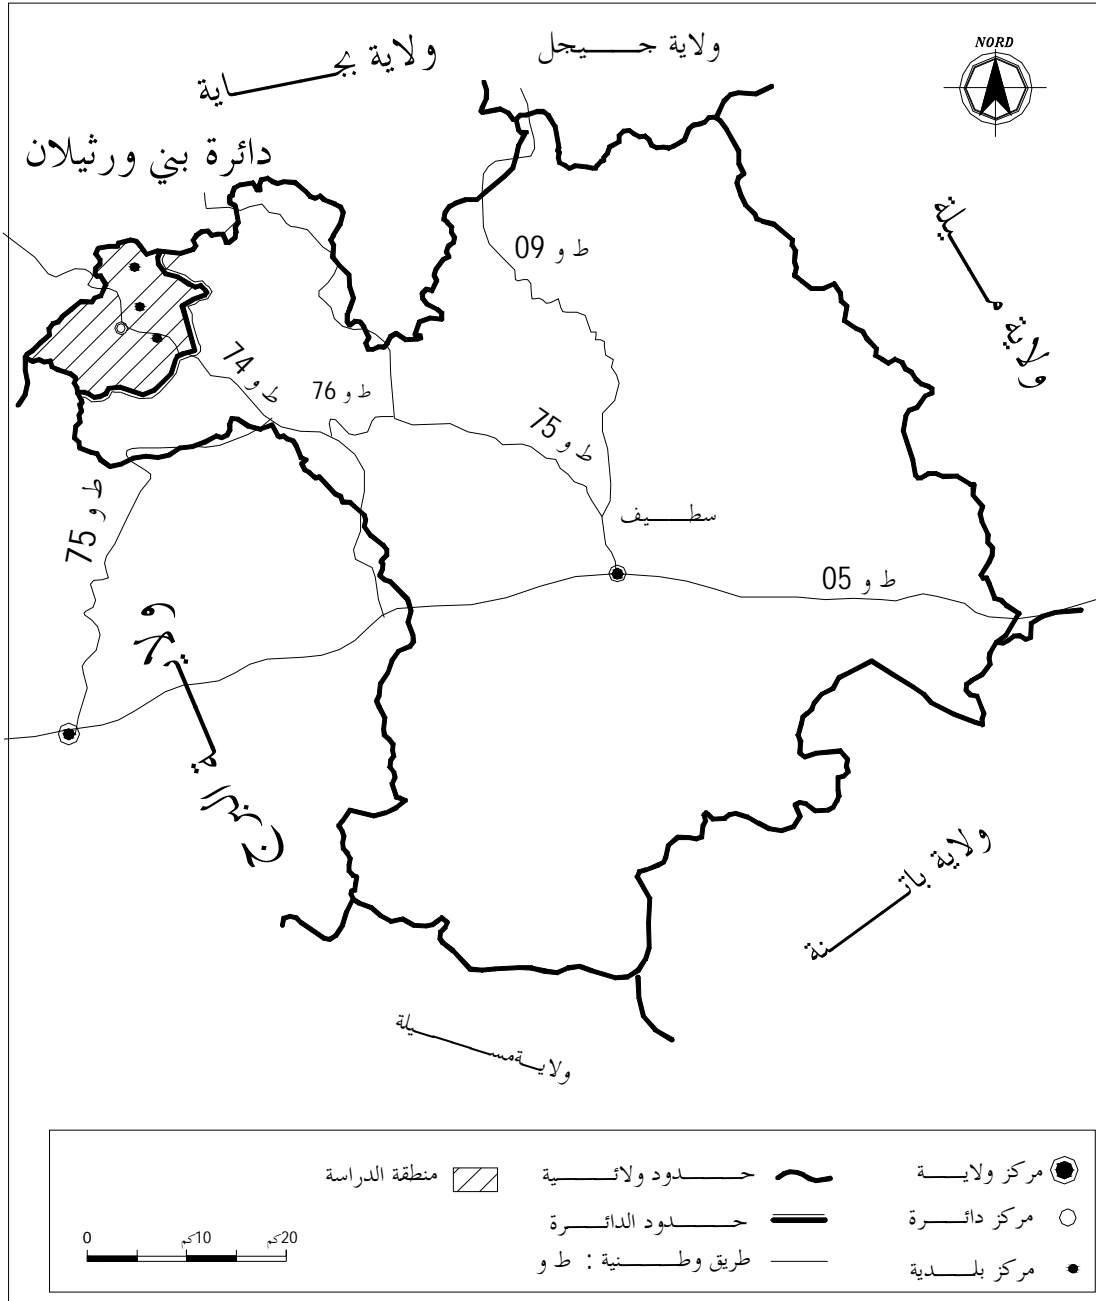 ولاية جيجل
NORD
ولاية بجاية
دائرة بني ورثيلان
ولاية ميلة
ط و 09
ط و 74
ط و 76
ط و 75
سطيف
ط و 75
ط و 05
ولاية البرج
ولاية باتنة
ولاية مسيلة
مركز ولاية
حدود ولائية
منطقة الدراسة
مركز دائرة
حدود الدائرة
مركز بلدية
طريق وطنية : ط و
0 10كم 20كم